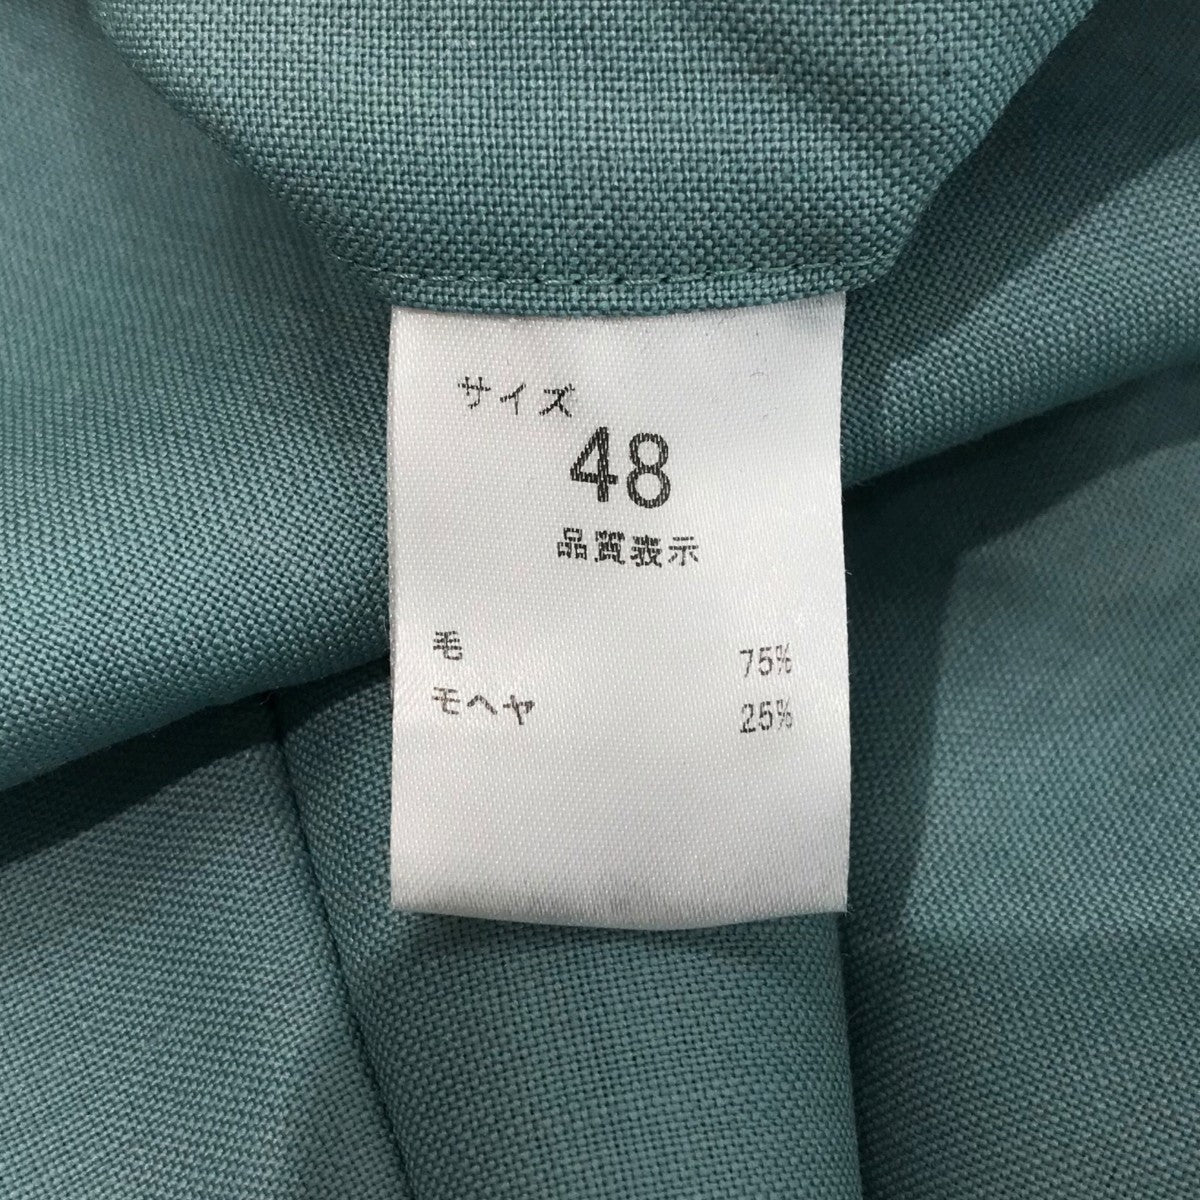 サイズ
48
品質表示
毛 75%
モヘヤ 25%